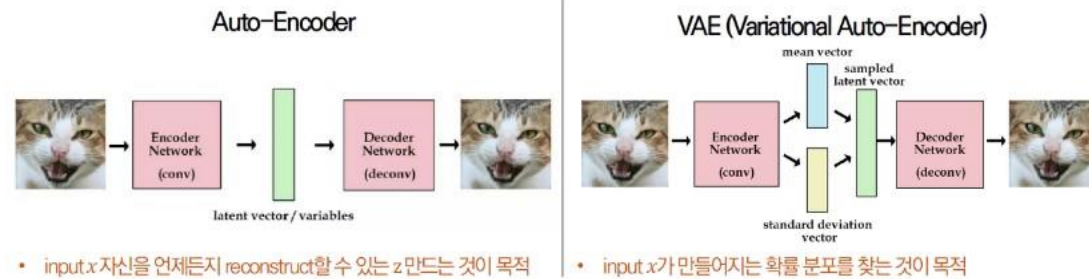 Auto-Encoder
Encoder
Network
(conv)
Decoder
Network
(deconv)
latent vector / variables
• input x 자신을 언제든지 reconstruct할 수 있는 z 만드는 것이 목적
VAE (Variational Auto-Encoder)
mean vector
sampled
latent vector
Encoder
Network
(conv)
Decoder
Network
(deconv)
standard deviation
vector
• input x가 만들어지는 확률 분포를 찾는 것이 목적